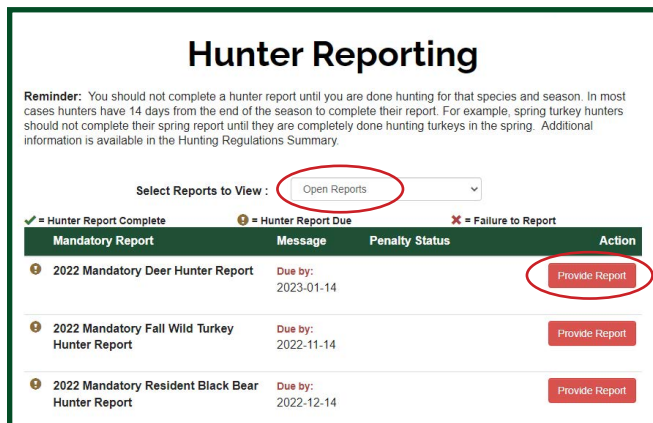 Hunter Reporting
Reminder: You should not complete a hunter report until you are done hunting for that species and season. In most
cases hunters have 14 days from the end of the season to complete their report. For example, spring turkey hunters
should not complete their spring report until they are completely done hunting turkeys in the spring. Additional
information is available in the Hunting Regulations Summary.
Select Reports to View : Open Reports
= Hunter Report Complete = Hunter Report Due = Failure to Report
Mandatory Report Message Penalty Status Action
2022 Mandatory Deer Hunter Report Due by: Provide Report
2023-01-14
2022 Mandatory Fall Wild Turkey Due by: Provide Report
Hunter Report 2022-11-14
2022 Mandatory Resident Black Bear Due by: Provide Report
Hunter Report 2022-12-14